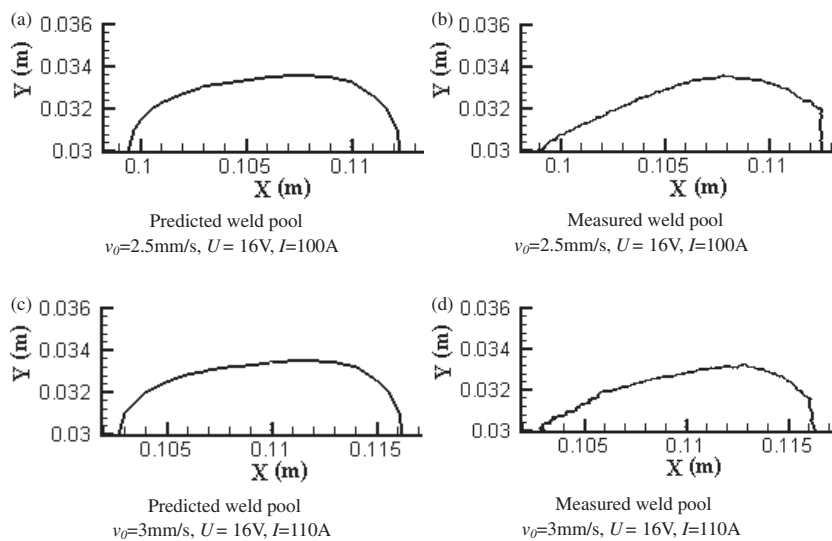 (a)
0.036
0.034
0.032
0.03
Y (m)
0.1
0.105
0.11
X (m)
Predicted weld pool
v0=2.5mm/s, U = 16V, I=100A
(b)
0.036
0.034
0.032
0.03
Y (m)
0.1
0.105
0.11
X (m)
Measured weld pool
v0=2.5mm/s, U = 16V, I=100A
(c)
0.036
0.034
0.032
0.03
Y (m)
0.105
0.11
0.115
X (m)
Predicted weld pool
v0=3mm/s, U = 16V, I=110A
(d)
0.036
0.034
0.032
0.03
Y (m)
0.105
0.11
0.115
X (m)
Measured weld pool
v0=3mm/s, U = 16V, I=110A